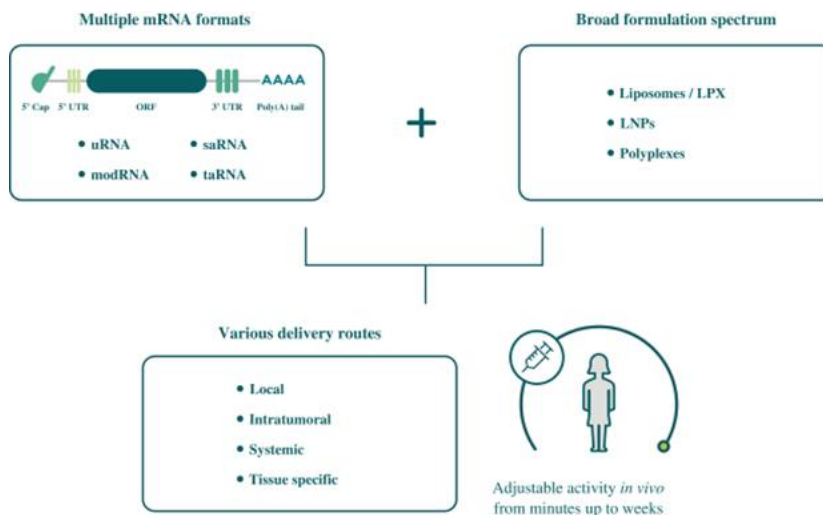 Multiple mRNA formats
AAAA
5' Cap 5' UTR ORF 3' UTR Poly(A) tail
• uRNA
• saRNA
• modRNA
• taRNA
+
Broad formulation spectrum
• Liposomes / LPX
• LNPs
• Polyplexes
Various delivery routes
• Local
• Intratumoral
• Systemic
• Tissue specific
Adjustable activity in vivo
from minutes up to weeks